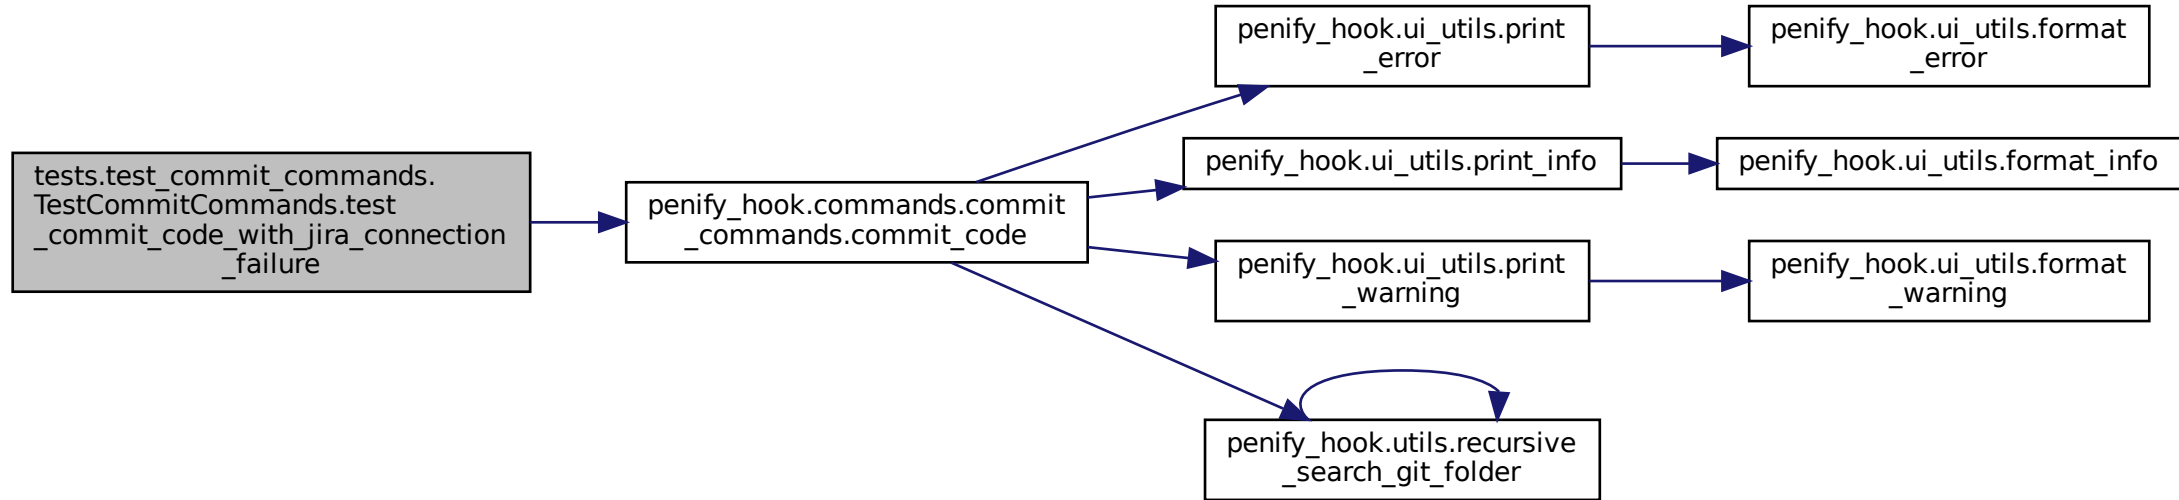 tests.test_commit_commands.
TestCommitCommands.test
_commit_code_with_jira_connection
_failure
penify_hook.commands.commit
_commands.commit_code
penify_hook.ui_utils.print
_error
penify_hook.ui_utils.format
_error
penify_hook.ui_utils.print_info
penify_hook.ui_utils.format_info
penify_hook.ui_utils.print
_warning
penify_hook.ui_utils.format
_warning
penify_hook.utils.recursive
_search_git_folder